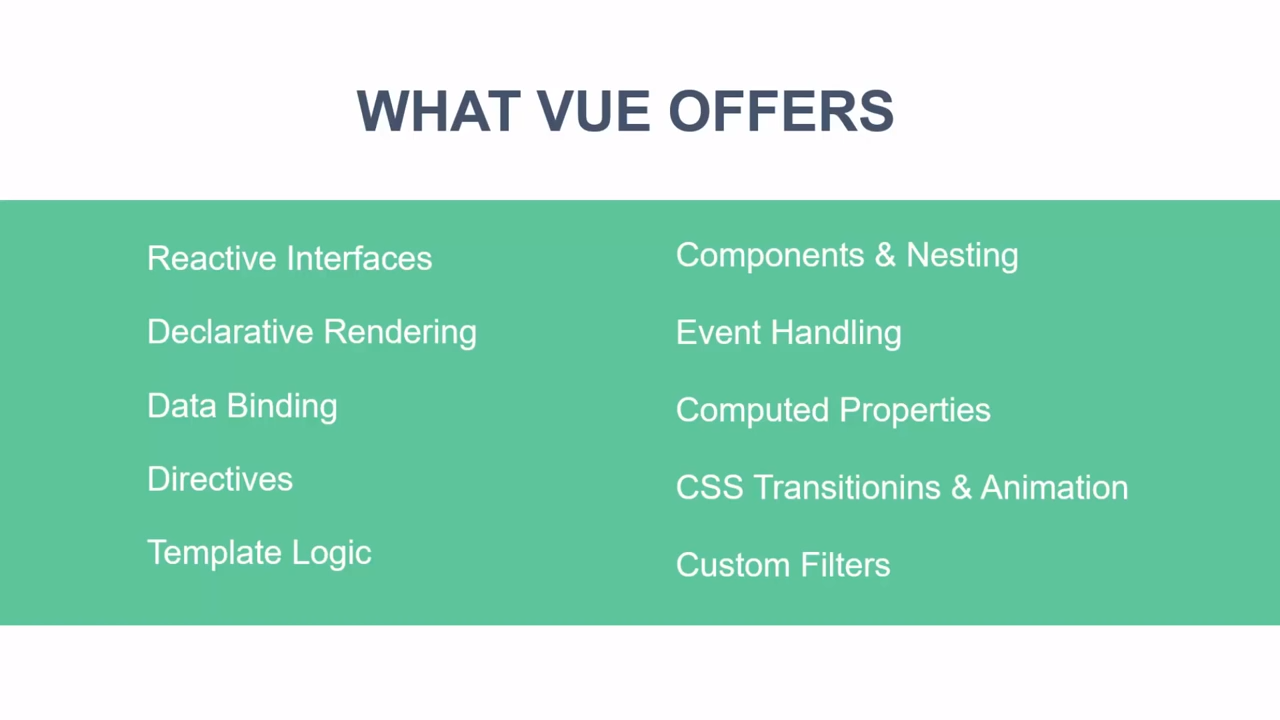 WHAT VUE OFFERS
Reactive Interfaces
Declarative Rendering
Data Binding
Directives
Template Logic
Components & Nesting
Event Handling
Computed Properties
CSS Transitionins & Animation
Custom Filters